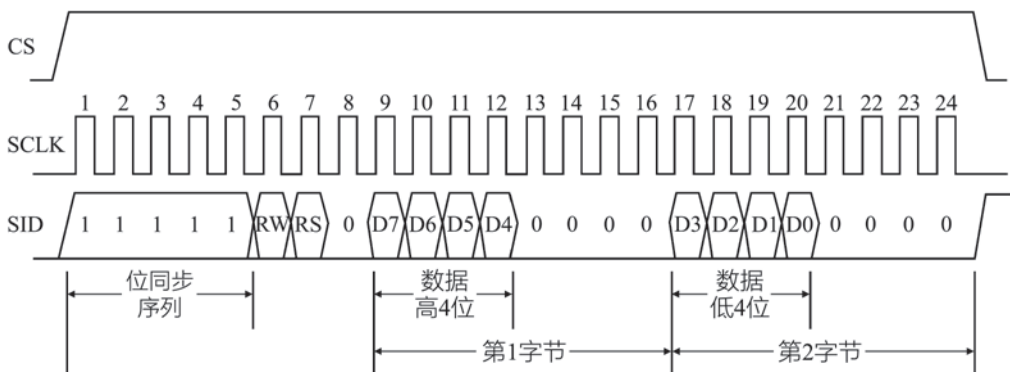 CS
1 2 3 4 5 6 7 8 9 10 11 12 13 14 15 16 17 18 19 20 21 22 23 24
SCLK
SID 1 1 1 1 1 RW RS 0 D7 D6 D5 D4 0 0 0 0 D3 D2 D1 D0 0 0 0 0
位同步 数据 数据
序列 高4位 低4位
第1字节 第2字节